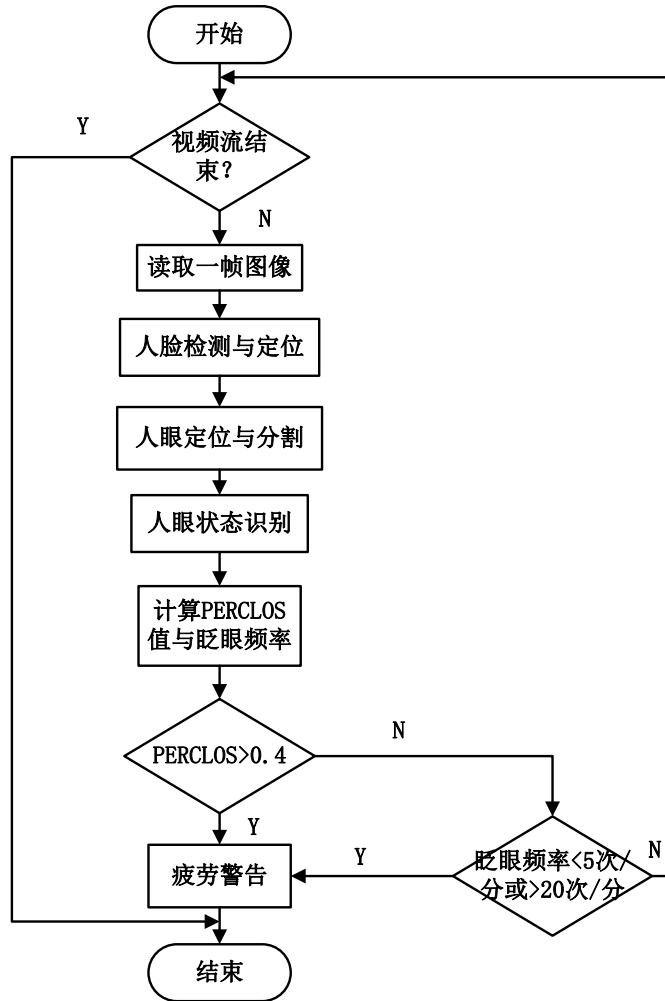 开始
Y
视频流结
束？
N
读取一帧图像
人脸检测与定位
人眼定位与分割
人眼状态识别
计算PERCLOS
值与眨眼频率
N
PERCLOS>0.4
Y
眨眼频率<5次/
分或>20次/分
Y
N
疲劳警告
结束